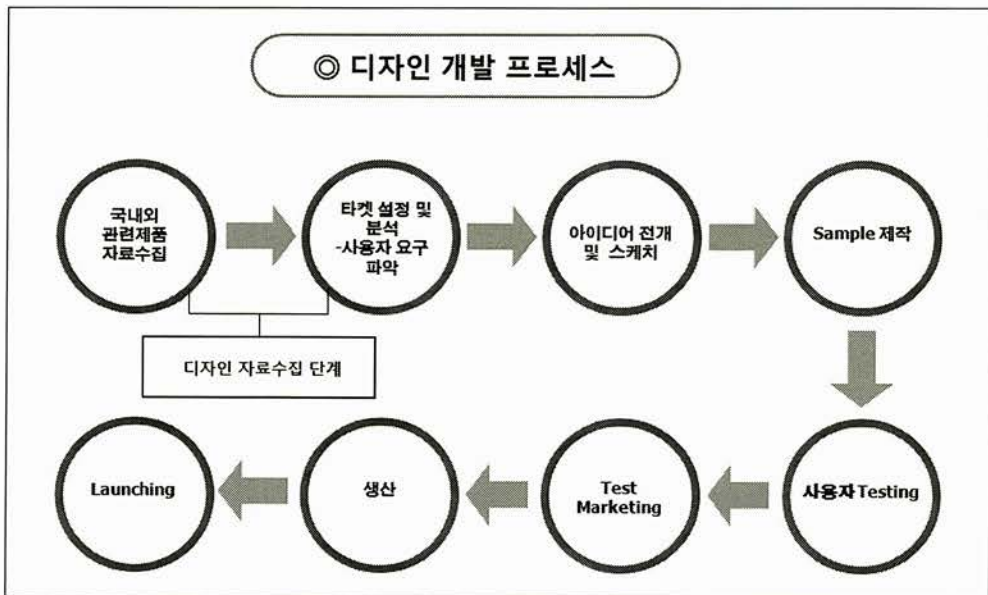 ◎ 디자인 개발 프로세스
국내외
관련제품
자료수집
타켓 설정 및
분석
-사용자 요구
파악
아이디어 전개
및 스케치
Sample 제작
디자인 자료수집 단계
사용자 Testing
Test
Marketing
생산
Launching